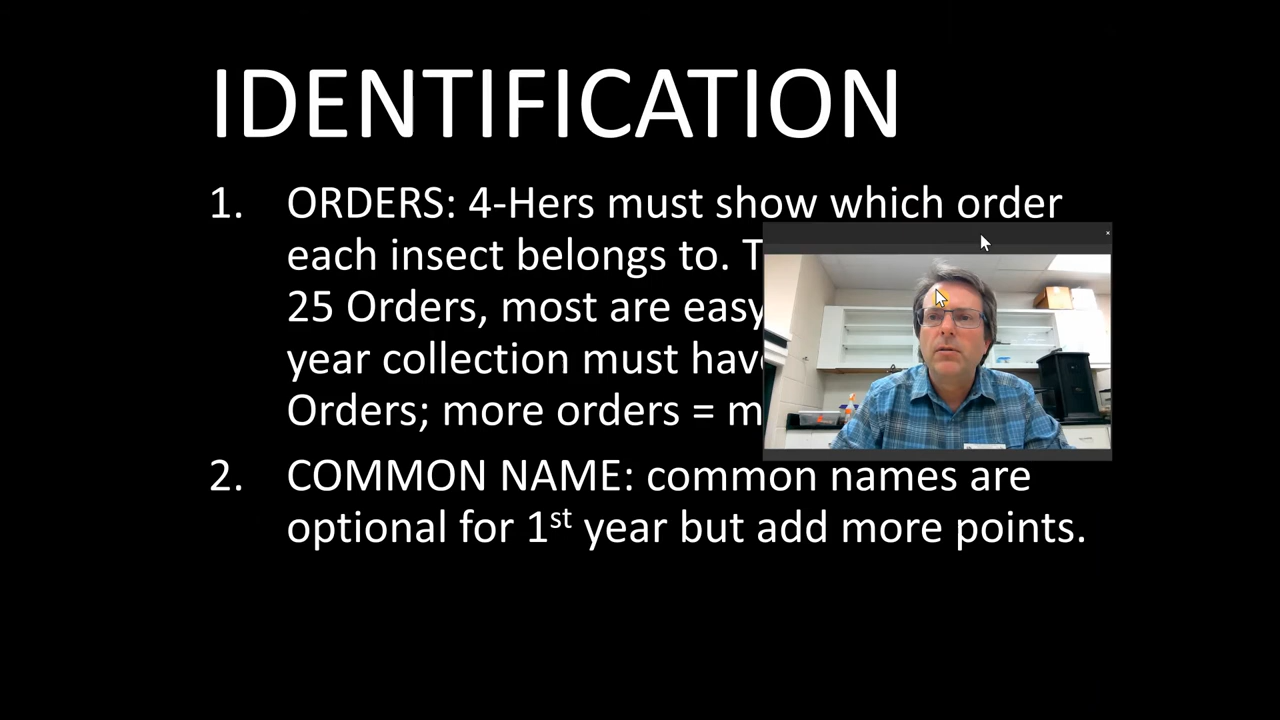 IDENTIFICATION
1. ORDERS: 4-Hers must show which order
each insect belongs to.
25 Orders, most are easy
year collection must have
Orders; more orders =
2. COMMON NAME: common names are
optional for 1st year but add more points.